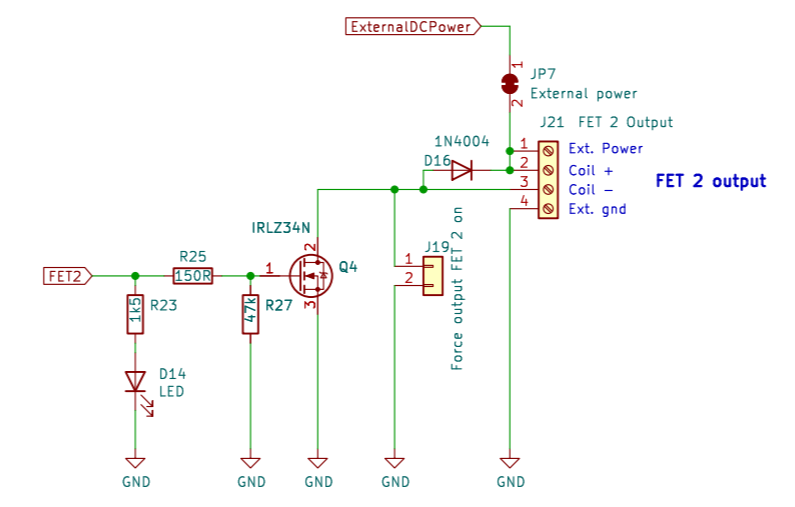 ExternalDCPower
1
JP7
2
External power
J21 FET 2 Output
1N4004
D16
1 Ext. Power
2 Coil +
3 Coil -
4 Ext. gnd
FET 2 output
IRLZ34N
2
Q4
1
3
J19
1
2
Force output FET 2 on
R25
150R
FET2
1k5
R23
47k
R27
D14
LED
GND
GND
GND
GND
GND